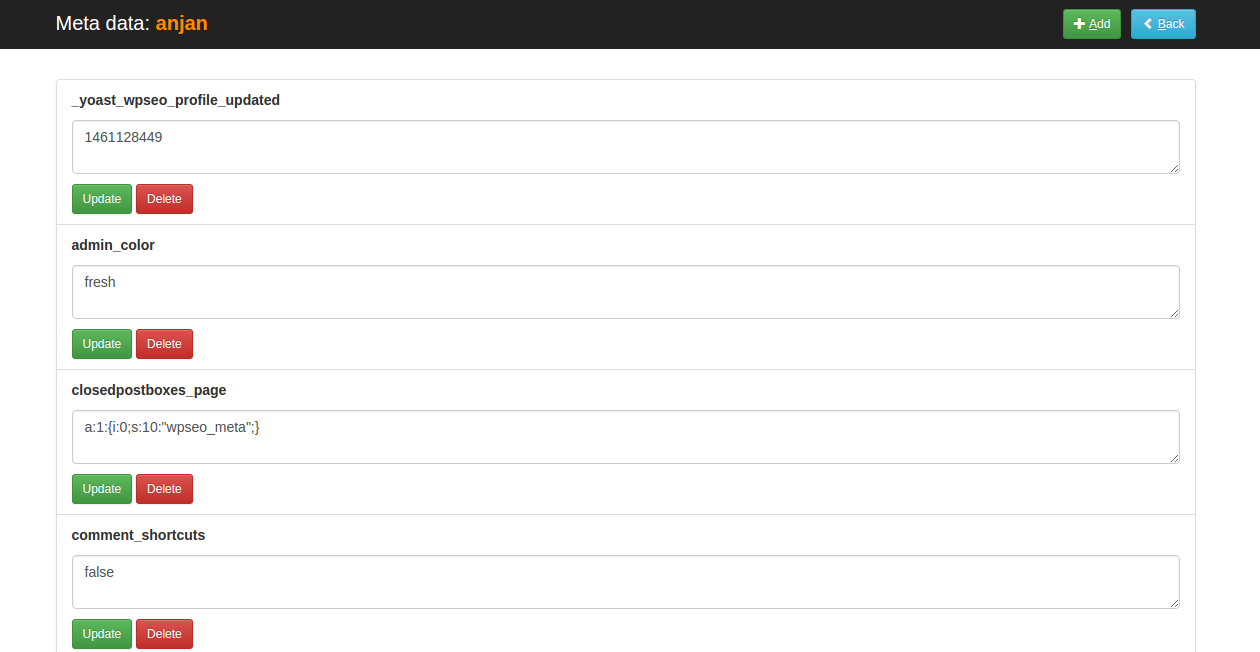 Meta data: anjan
Add
Back
_yoast_wpseo_profile_updated
1461128449
Update Delete
admin_color
fresh
Update Delete
closedpostboxes_page
a:1:{i:0;s:10:"wpseo_meta";}
Update Delete
comment_shortcuts
false
Update Delete